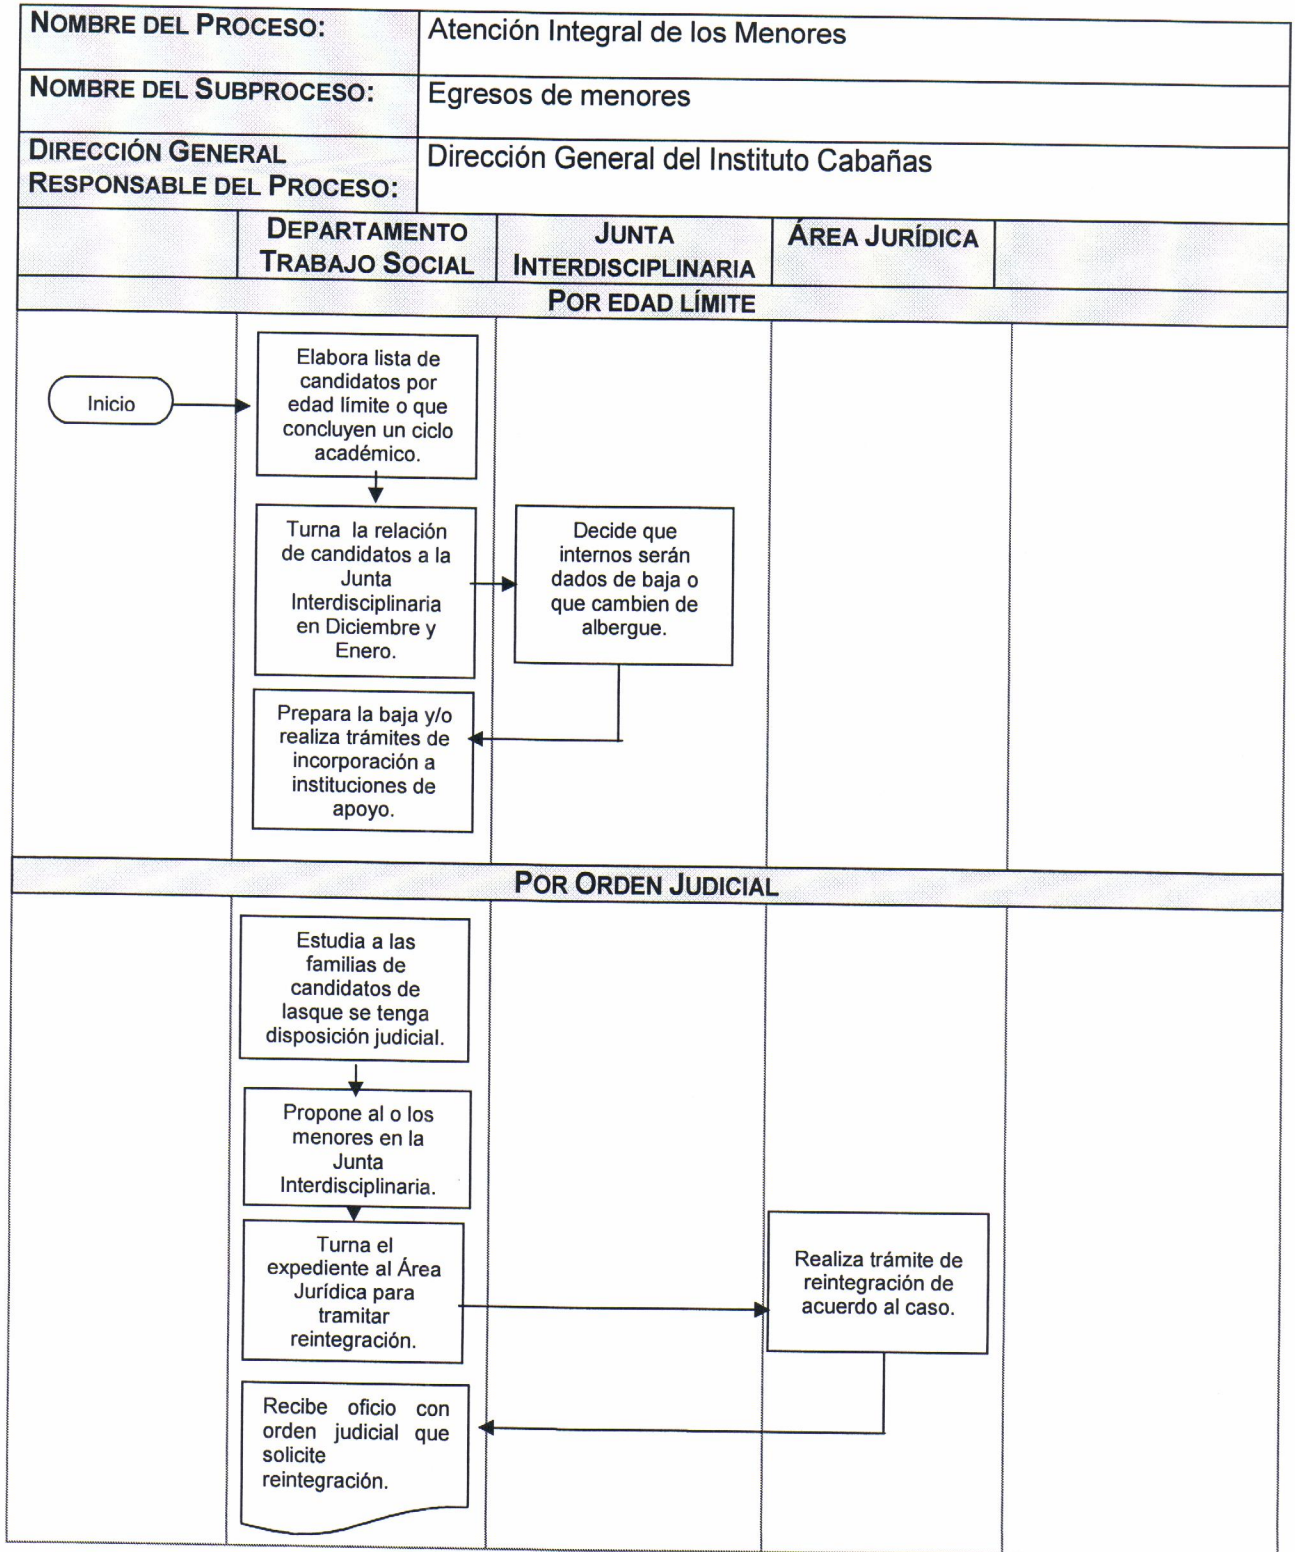 NOMBRE DEL PROCESO:
Atención Integral de los Menores
NOMBRE DEL SUBPROCESO:
Egresos de menores
DIRECCIÓN GENERAL
RESPONSABLE DEL PROCESO:
Dirección General del Instituto Cabañas
DEPARTAMENTO
TRABAJO SOCIAL
JUNTA
INTERDISCIPLINARIA
ÁREA JURÍDICA
POR EDAD LÍMITE
Inicio
Elabora lista de
candidatos por
edad límite o que
concluyen un ciclo
académico.
Turna la relación
de candidatos a la
Junta
Interdisciplinaria
en Diciembre y
Enero.
Decide que
internos serán
dados de baja o
que cambien de
albergue.
Prepara la baja y/o
realiza trámites de
incorporación a
instituciones de
apoyo.
POR ORDEN JUDICIAL
Estudia a las
familias de
candidatos de
lasque se tenga
disposición judicial.
Propone al o los
menores en la
Junta
Interdisciplinaria.
Turna el
expediente al Área
Jurídica para
tramitar
reintegración.
Realiza trámite de
reintegración de
acuerdo al caso.
Recibe oficio con
orden judicial que
solicite
reintegración.